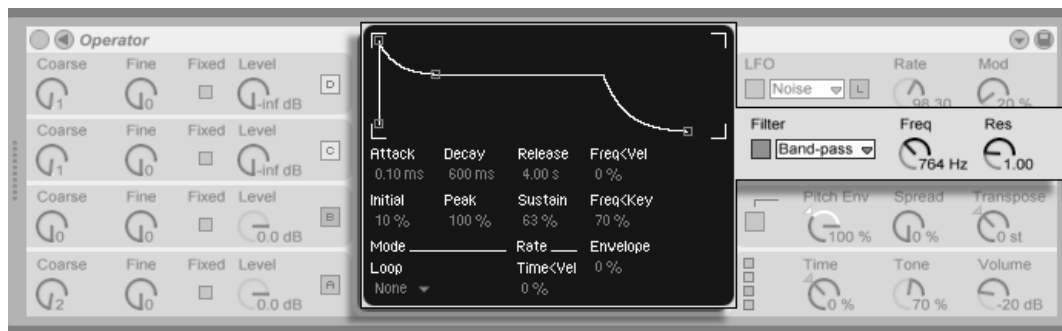 Operator
Coarse Fine Fixed Level
1 0 -inf dB D
Coarse Fine Fixed Level
1 0 -inf dB C
Coarse Fine Fixed Level
0 0 0.0 dB B
Coarse Fine Fixed Level
2 0 0.0 dB A
Attack Decay Release Freq<Vel
0.10 ms 600 ms 4.00 s 0 %
Initial Peak Sustain Freq<Key
10 % 100 % 63 % 70 %
Mode Rate Envelope
Loop Time<Vel 0 %
None 0 %
LFO Rate Mod
Noise L 98.30 20 %
Filter Freq Res
Band-pass 764 Hz 1.00
Pitch Env Spread Transpose
100 % 0 % 0 st
Time Tone Volume
0 % 70 % -20 dB